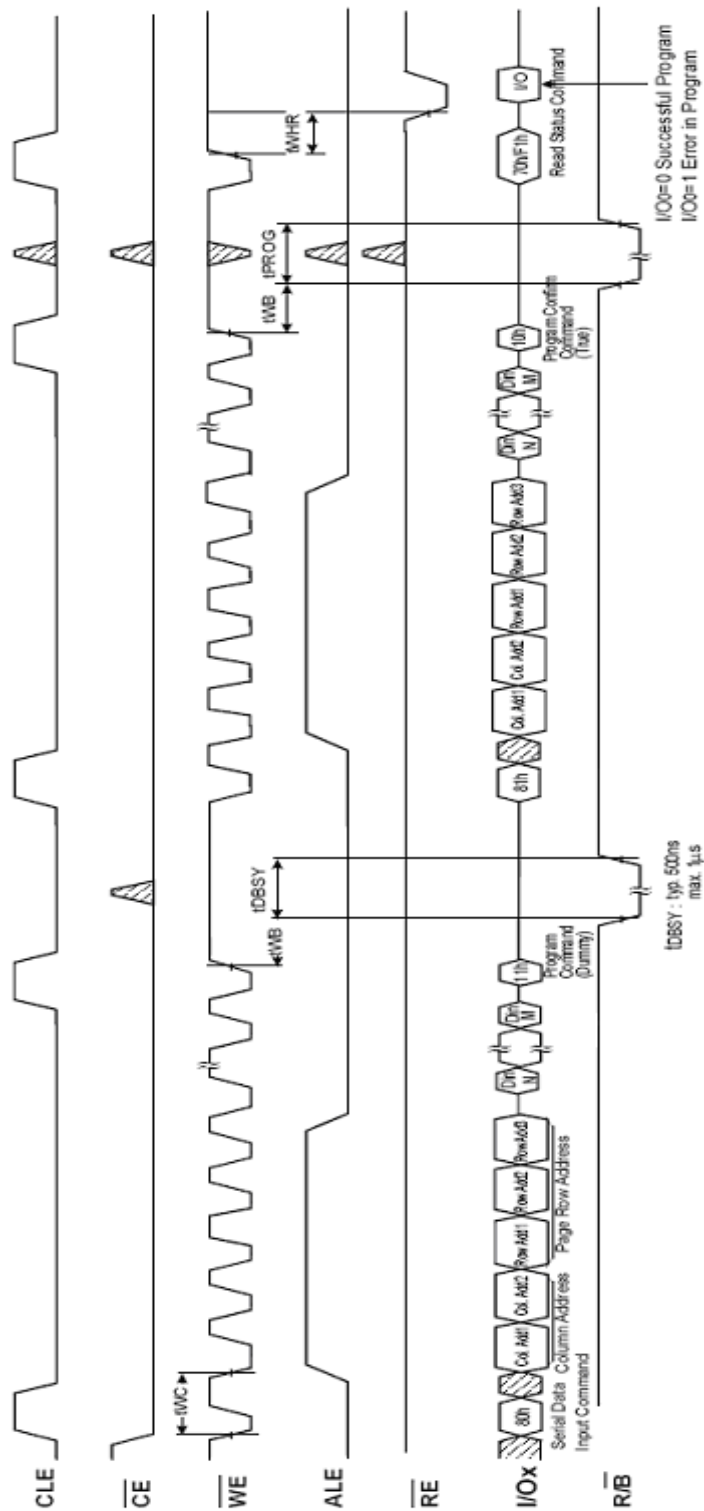 CLE
CE
WE
ALE
RE
I/Ox
R/B
tWC
tWB
tDBSY
tWB
tPROG
tWHR
80h
Col. Add1
Col. Add2
Row Add1
Row Add2
Row Add3
Din
N
Din
M
11h
81h
Col. Add1
Col. Add2
Row Add1
Row Add2
Row Add3
Din
N
Din
M
10h
70h/F1h
I/O
Serial Data
Input Command
Column Address
Page Row Address
Program
Command
(Dummy)
Program Confirm
Command
(True)
Read Status Command
tDBSY : typ. 500ns
max. 1μs
I/O0=0 Successful Program
I/O0=1 Error in Program